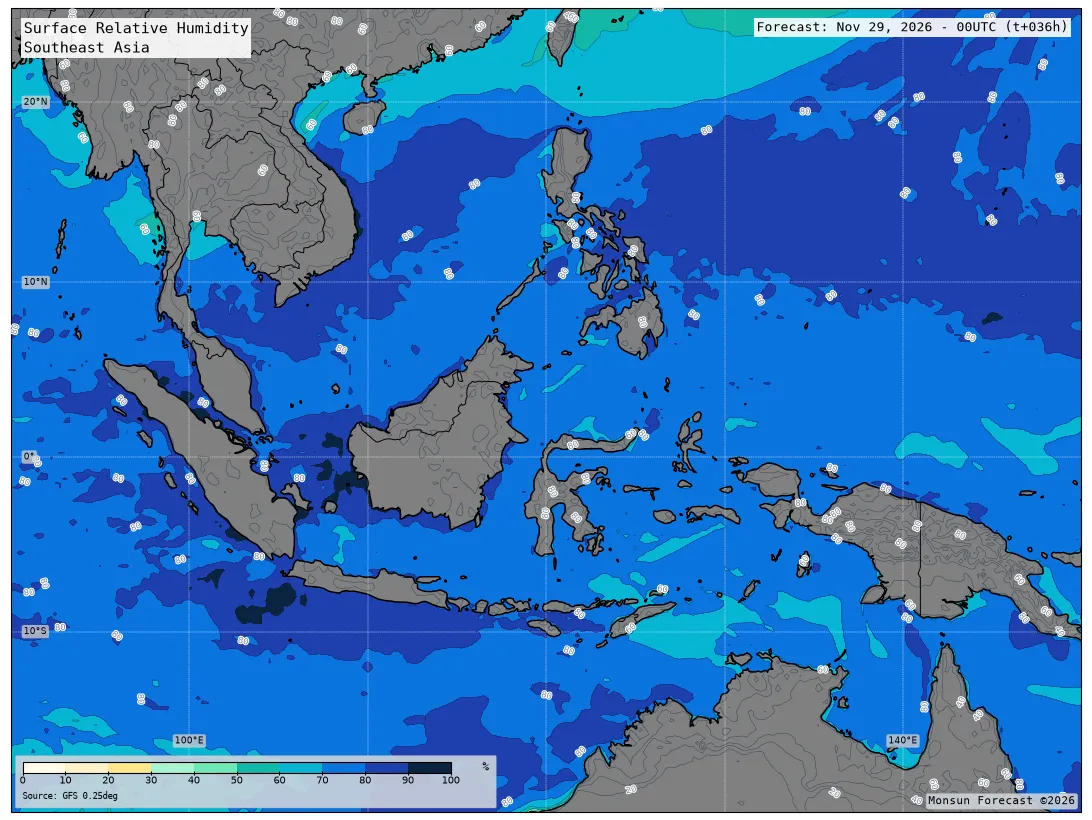 Surface Relative Humidity
Southeast Asia
Forecast: Nov 29, 2026 - 00UTC (t+036h)
20°N
10°N
0°
10°S
100°E
140°E
0 10 20 30 40 50 60 70 80 90 100 %
Source: GFS 0.25deg
Monsun Forecast ©2026